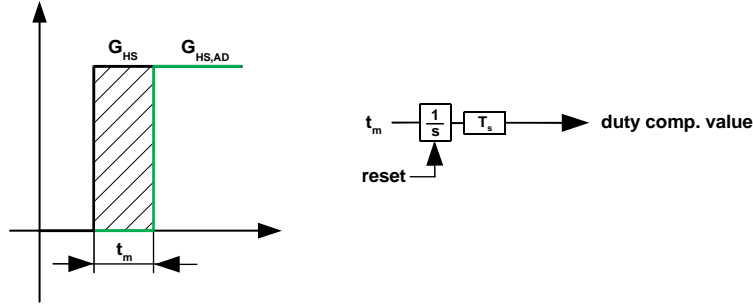 G_HS G_HS,AD
t_m
t_m 1/s T_s duty comp. value
reset